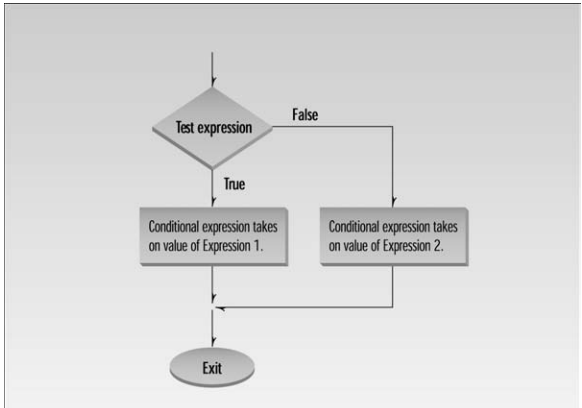 Test expression
False
True
Conditional expression takes
on value of Expression 1.
Conditional expression takes
on value of Expression 2.
Exit